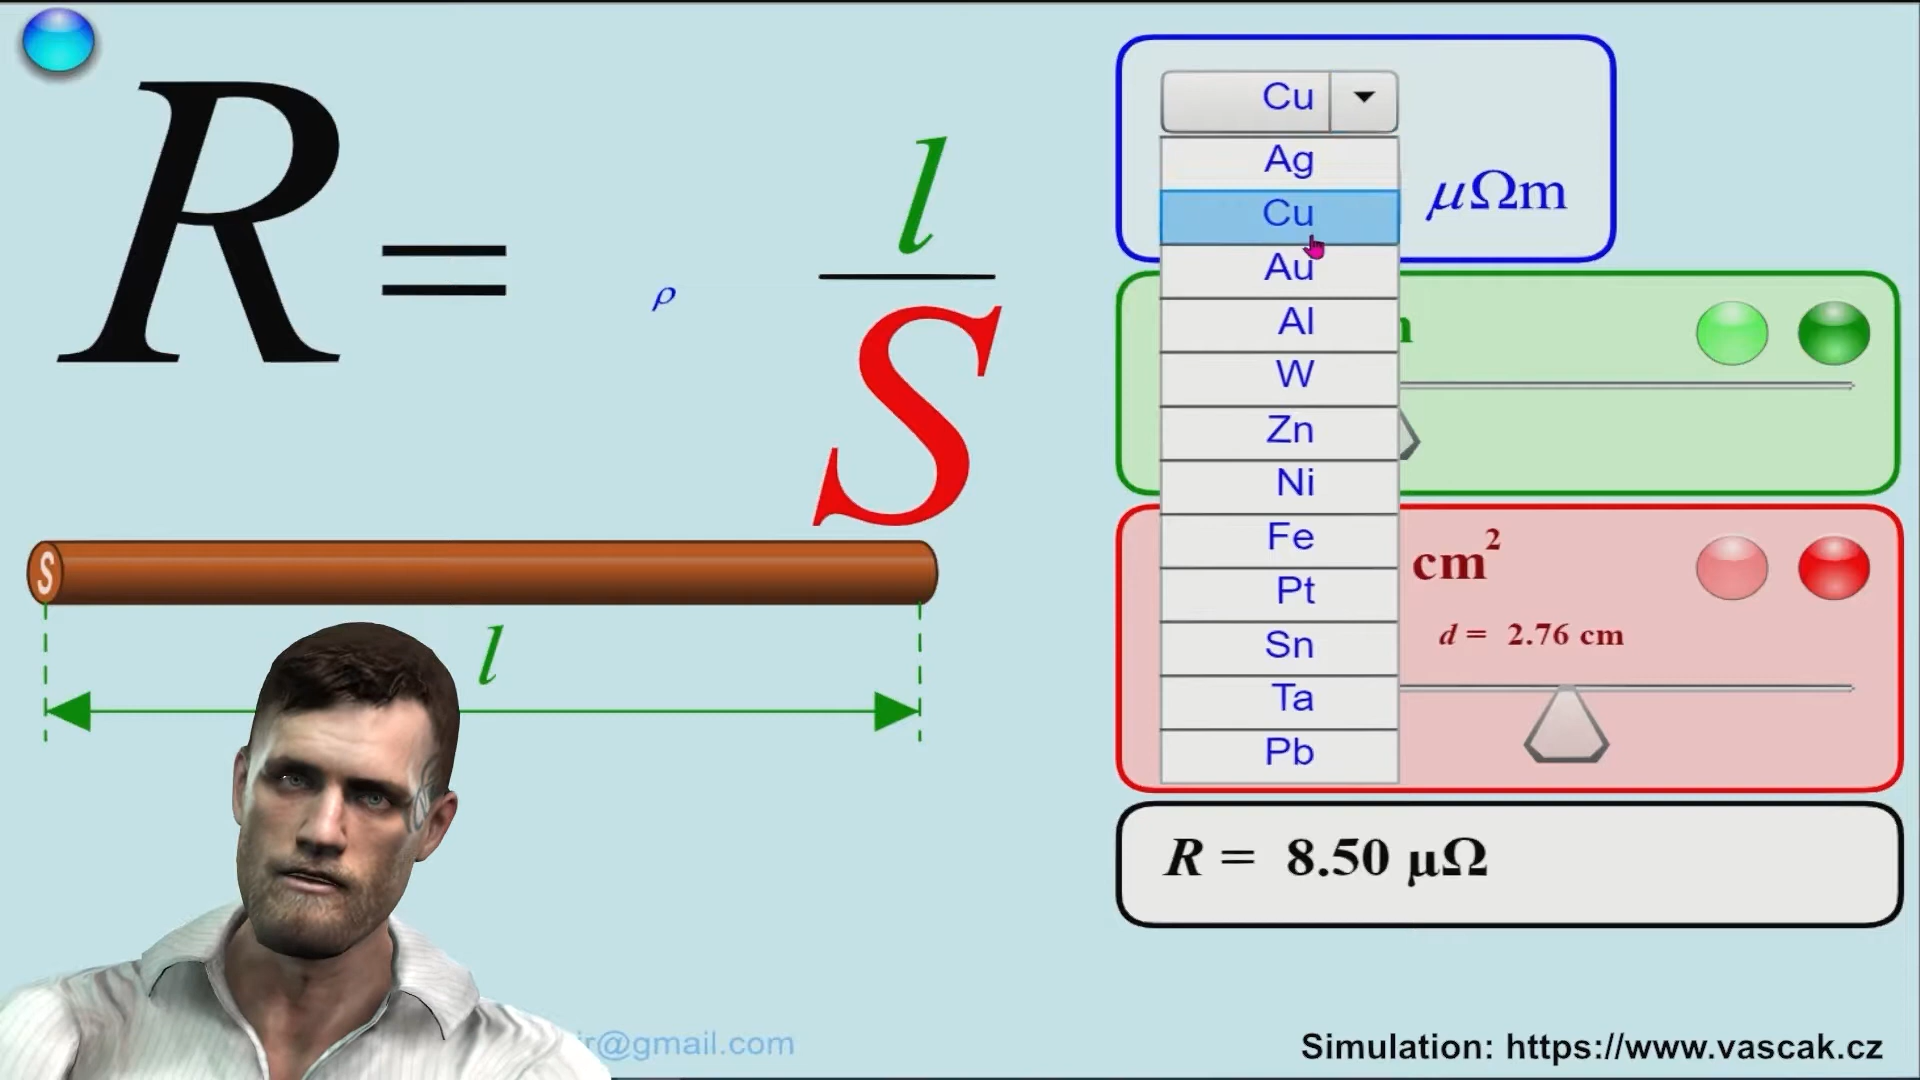 R = ρ l
S
S
l
Cu
Ag
Cu
Au
Al
W
Zn
Ni
Fe
Pt
Sn
Ta
Pb
μΩm
cm²
d = 2.76 cm
R = 8.50 μΩ
@gmail.com
Simulation: https://www.vascak.cz